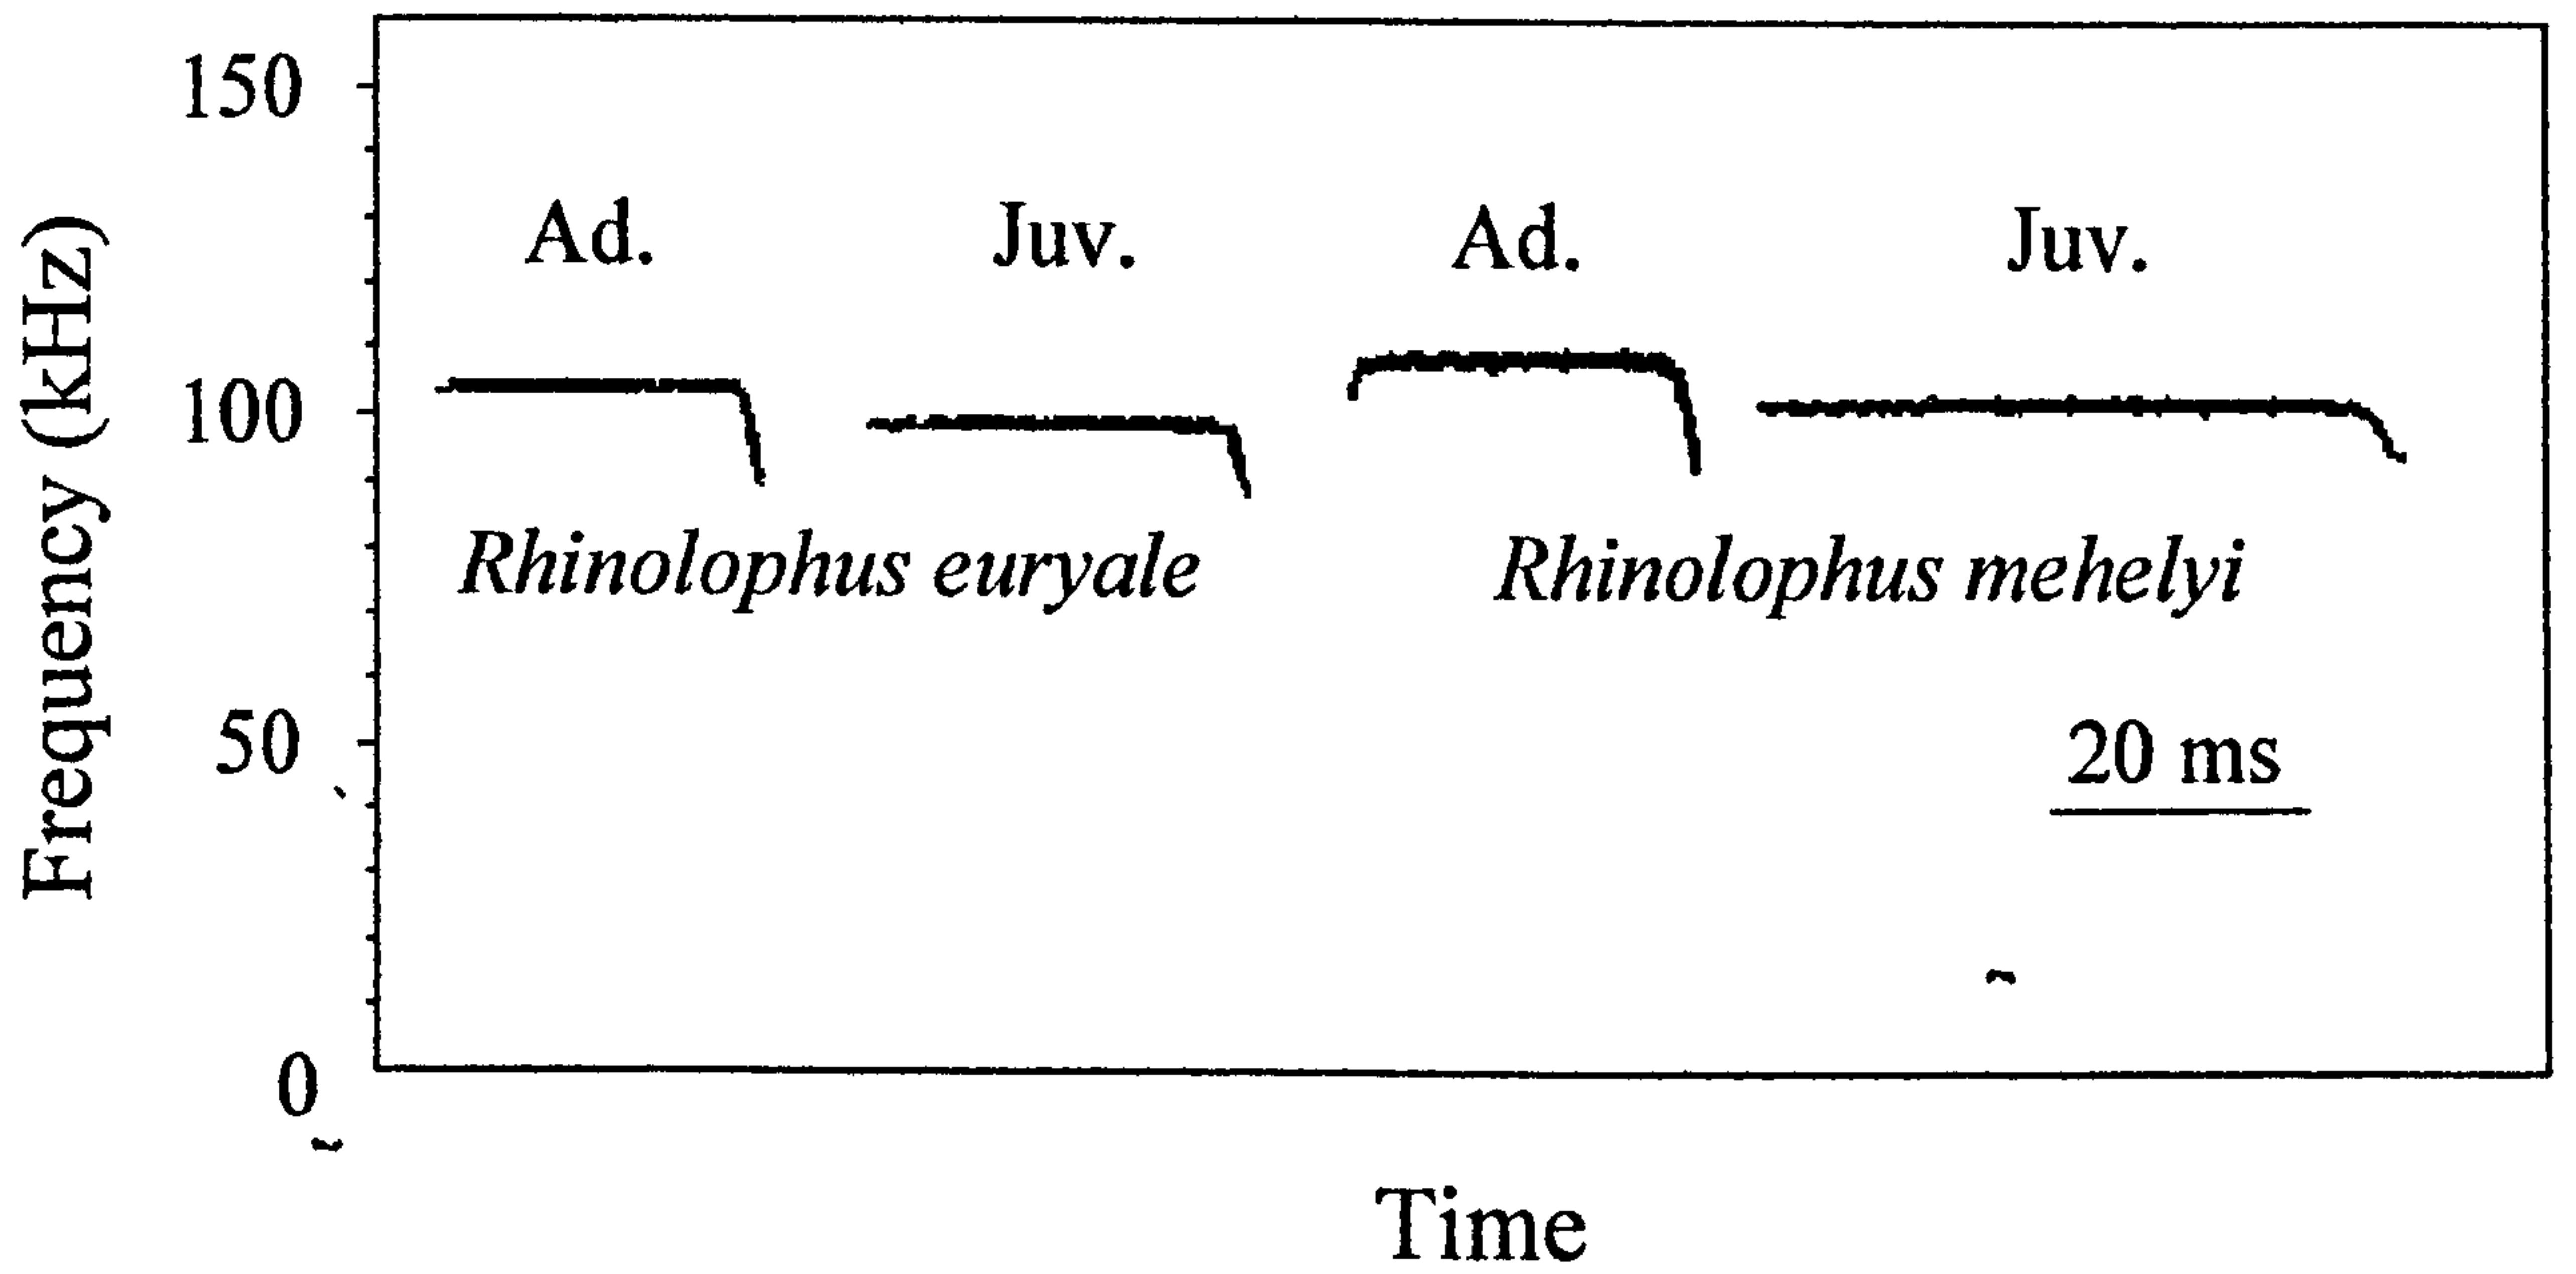 150
Ad.
Juv.
Ad.
Juv.
100
Rhinolophus euryale
Rhinolophus mehelyi
50
20 ms
0
Frequency (kHz)
Time